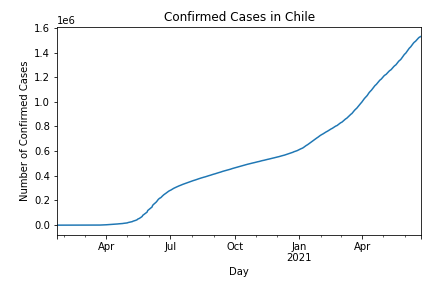 Confirmed Cases in Chile
1e6
1.6
1.4
1.2
1.0
0.8
0.6
0.4
0.2
0.0
Number of Confirmed Cases
Apr Jul Oct Jan Apr
2021
Day